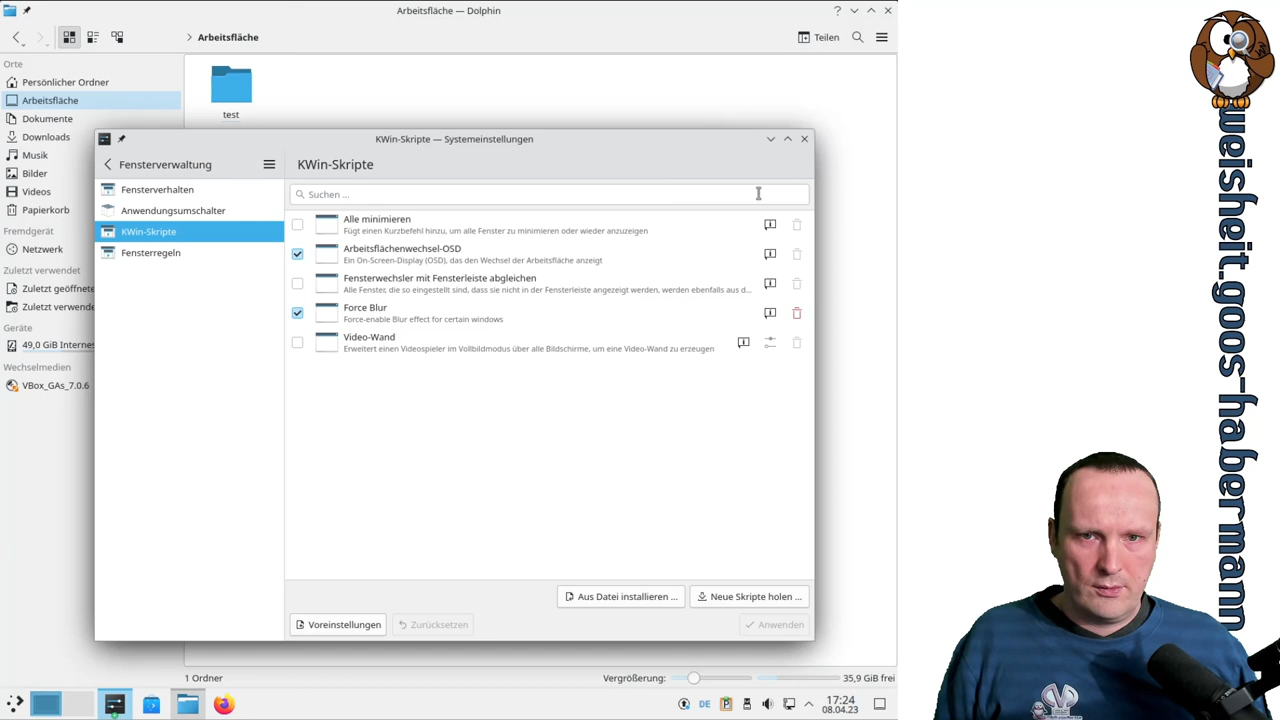 Arbeitsfläche — Dolphin
Arbeitsfläche
Teilen
Orte
Persönlicher Ordner
Arbeitsfläche
Dokumente
Downloads
Musik
Bilder
Videos
Papierkorb
Fremdgerät
Netzwerk
Zuletzt verwendet
Zuletzt geöffnete
Zuletzt verwende
Geräte
49,0 GiB Internes
Wechselmedien
VBox_GAs_7.0.6
test
KWin-Skripte — Systemeinstellungen
Fensterverwaltung
KWin-Skripte
Fensterverhalten
Anwendungsumschalter
KWin-Skripte
Fensterregeln
Suchen ...
Alle minimieren
Fügt einen Kurzbefehl hinzu, um alle Fenster zu minimieren oder wieder anzuzeigen
Arbeitsflächenwechsel-OSD
Ein On-Screen-Display (OSD), das den Wechsel der Arbeitsfläche anzeigt
Fensterwechsler mit Fensterleiste abgleichen
Alle Fenster, die so eingestellt sind, dass sie nicht in der Fensterleiste angezeigt werden, werden ebenfalls aus d...
Force Blur
Force-enable Blur effect for certain windows
Video-Wand
Erweitert einen Videospieler im Vollbildmodus über alle Bildschirme, um eine Video-Wand zu erzeugen
Aus Datei installieren ...
Neue Skripte holen ...
Voreinstellungen
Zurücksetzen
Anwenden
1 Ordner
Vergrößerung:
35,9 GiB frei
DE
17:24
08.04.23
weisheit.goos-habermann